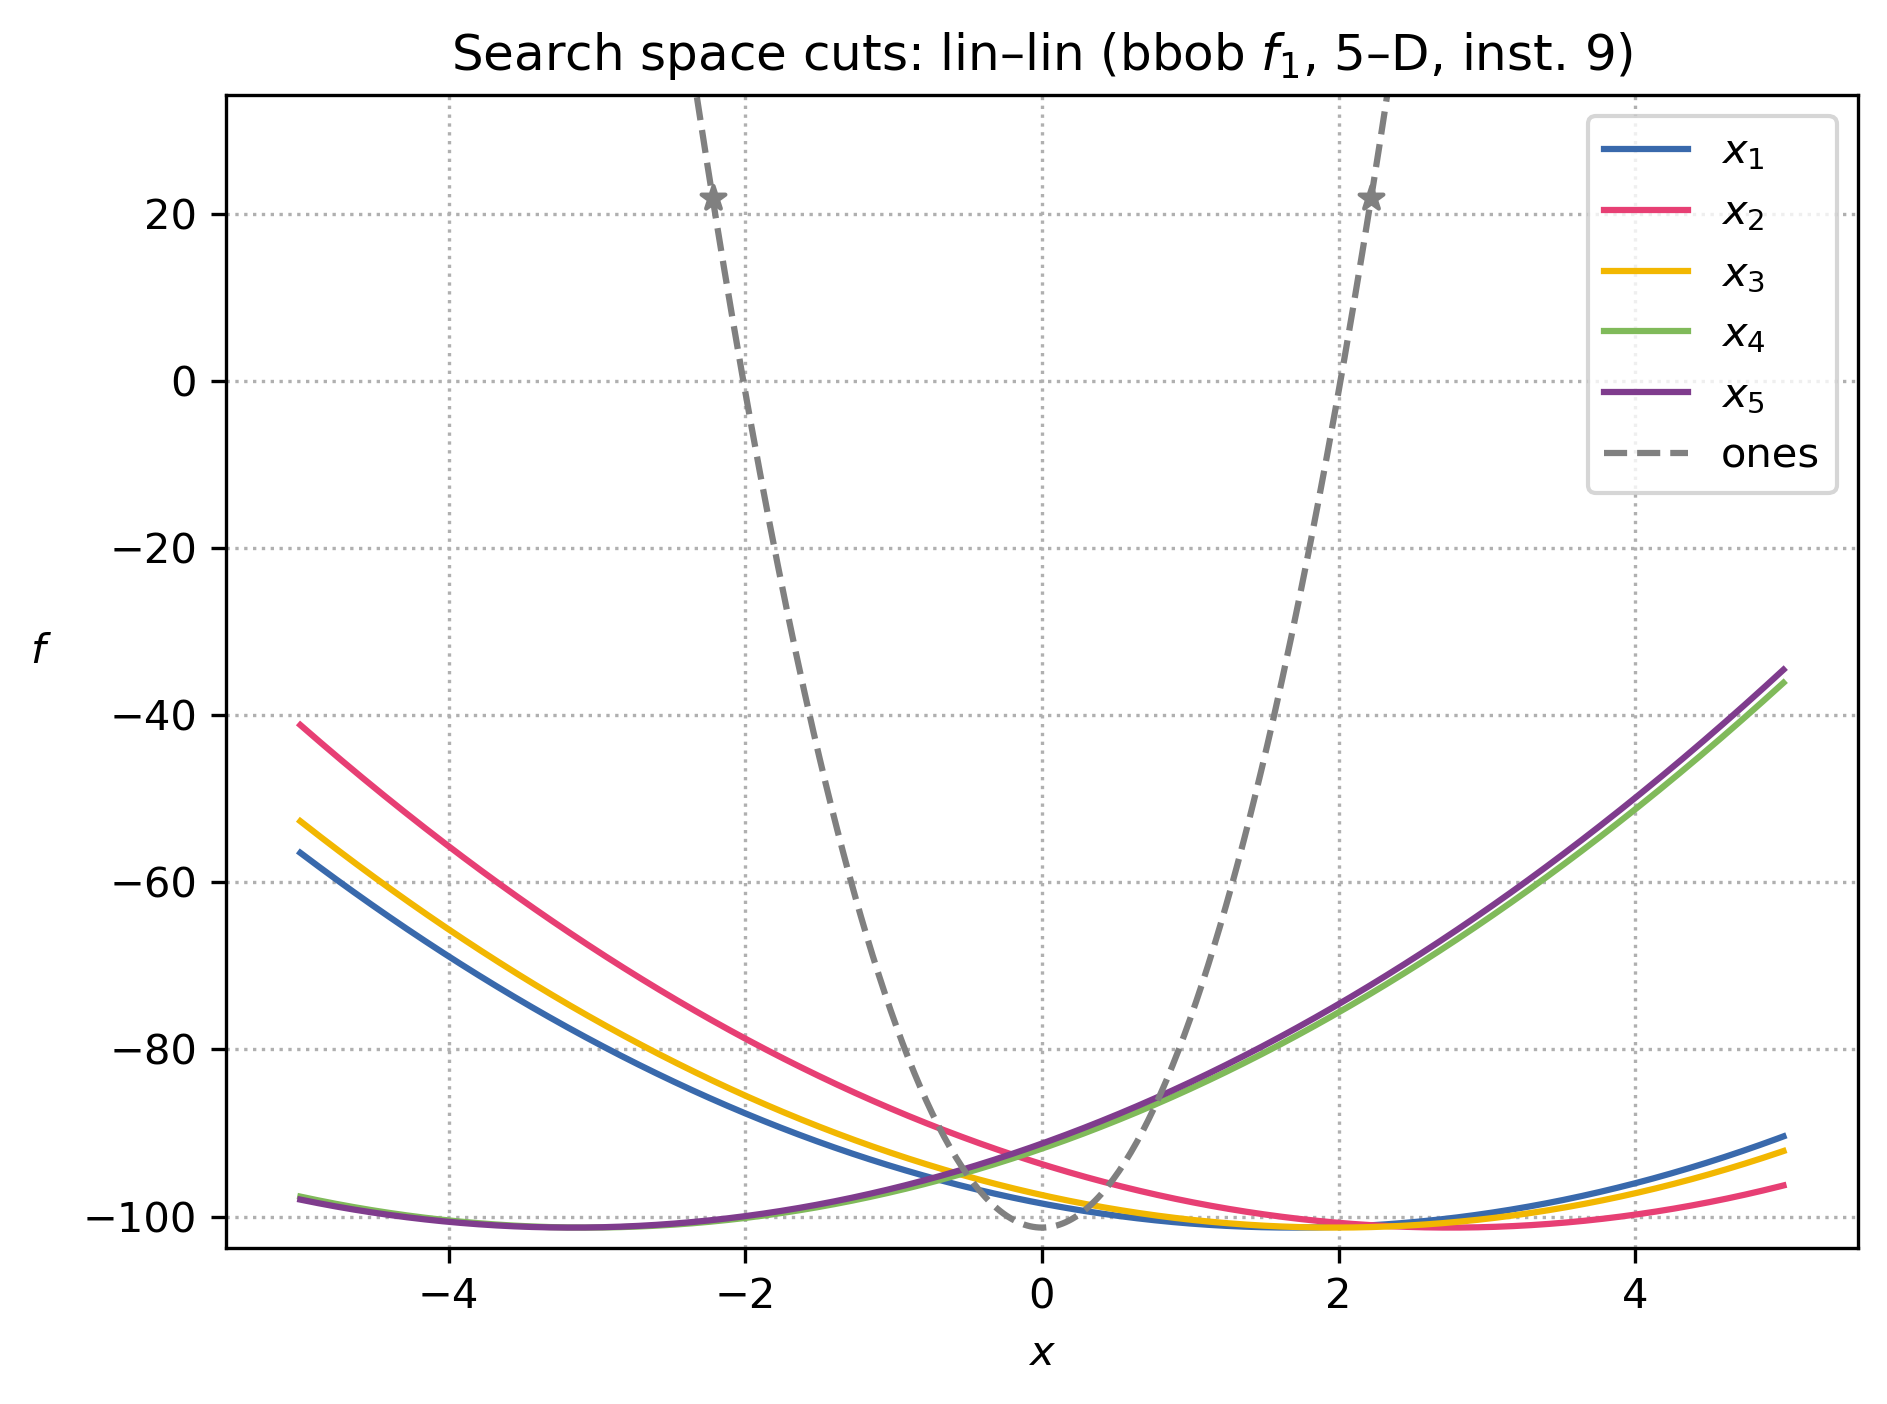 Search space cuts: lin–lin (bbob f₁, 5–D, inst. 9)
x₁
x₂
x₃
x₄
x₅
ones
20
0
−20
−40
−60
−80
−100
f
−4 −2 0 2 4
x